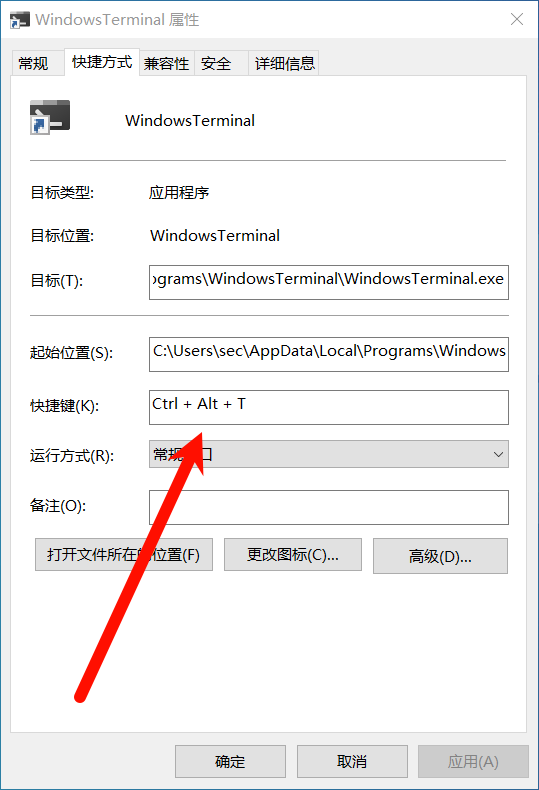 WindowsTerminal 属性
常规 快捷方式 兼容性 安全 详细信息
WindowsTerminal
目标类型: 应用程序
目标位置: WindowsTerminal
目标(T): ograms\WindowsTerminal\WindowsTerminal.exe
起始位置(S): C:\Users\sec\AppData\Local\Programs\Windows
快捷键(K): Ctrl + Alt + T
运行方式(R): 常规窗口
备注(O):
打开文件所在的位置(F) 更改图标(C)... 高级(D)...
确定 取消 应用(A)